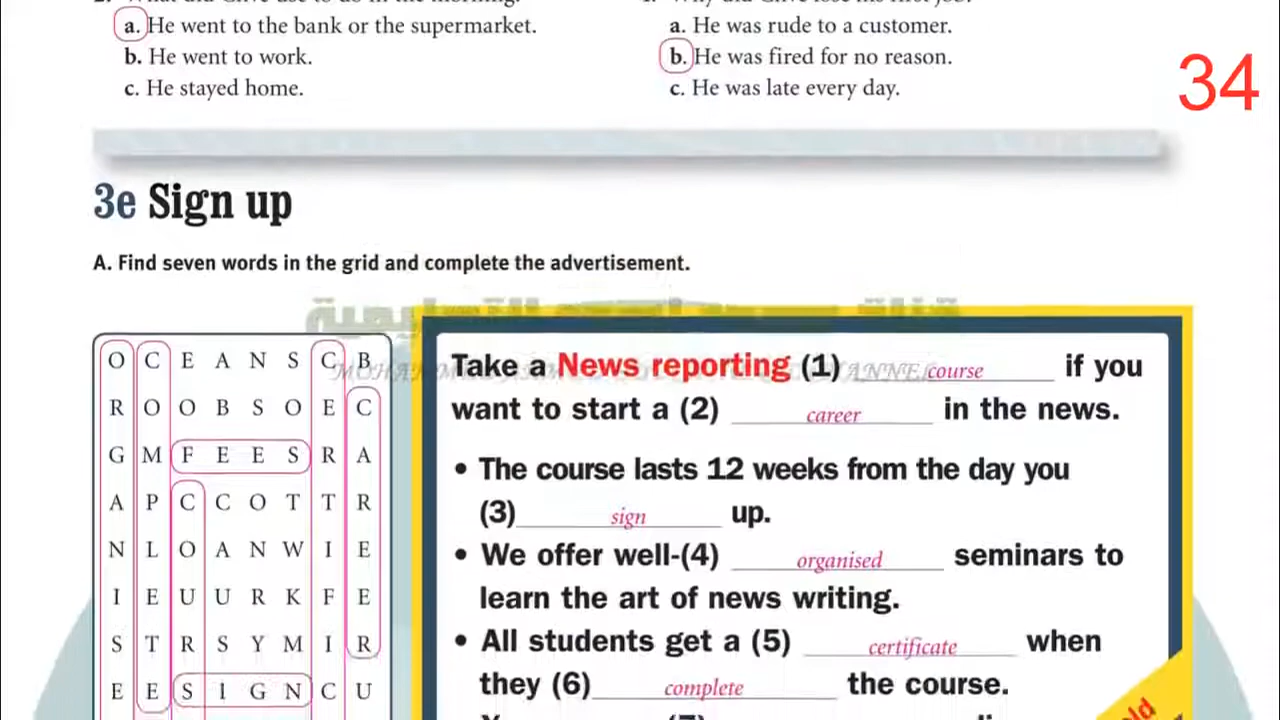 a. He went to the bank or the supermarket.
b. He went to work.
c. He stayed home.
a. He was rude to a customer.
b. He was fired for no reason.
c. He was late every day.
34
3e Sign up
A. Find seven words in the grid and complete the advertisement.
O C E A N S C B
R O O B S O E C
G M F E E S R A
A P C C O T T R
N L O A N W I E
I E U U R K F E
S T R S Y M I R
E E S I G N C U
Take a News reporting (1) course if you
want to start a (2) career in the news.
• The course lasts 12 weeks from the day you
(3) sign up.
• We offer well-(4) organised seminars to
learn the art of news writing.
• All students get a (5) certificate when
they (6) complete the course.